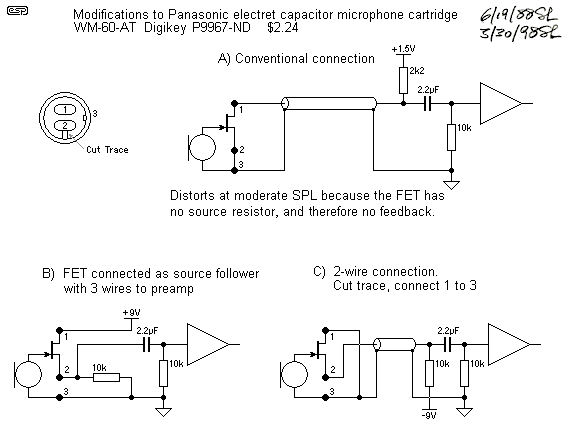 ESP
Modifications to Panasonic electret capacitor microphone cartridge
WM-60-AT Digikey P9967-ND $2.24
6/19/88SL
3/30/98SL
A) Conventional connection
+1.5V
2k2
2.2µF
1
10k
2
3
1
2
3
Cut Trace
Distorts at moderate SPL because the FET has
no source resistor, and therefore no feedback.
B) FET connected as source follower
with 3 wires to preamp
+9V
1
2.2µF
10k
2
10k
3
C) 2-wire connection.
Cut trace, connect 1 to 3
1
2.2µF
2
10k
10k
3
-9V